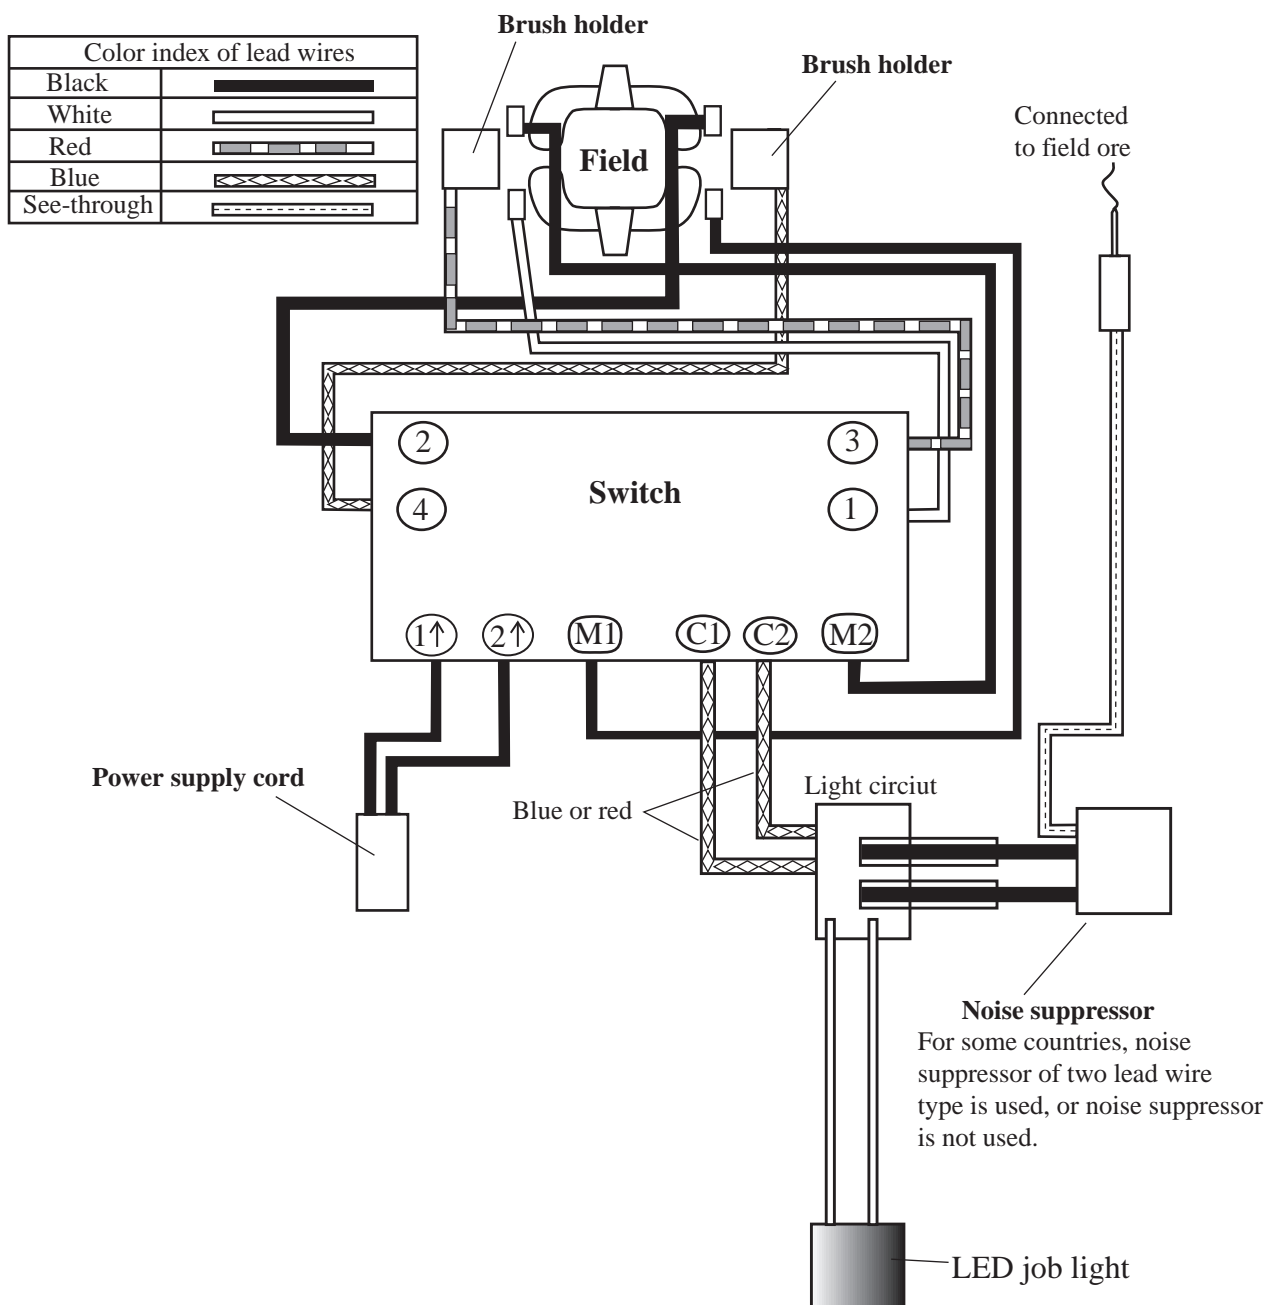 Color index of lead wires
Black
White
Red
Blue
See-through
Brush holder
Brush holder
Connected
to field ore
Field
2
3
Switch
4
1
1↑
2↑
M1
C1
C2
M2
Power supply cord
Blue or red
Light circiut
Noise suppressor
For some countries, noise
suppressor of two lead wire
type is used, or noise suppressor
is not used.
LED job light